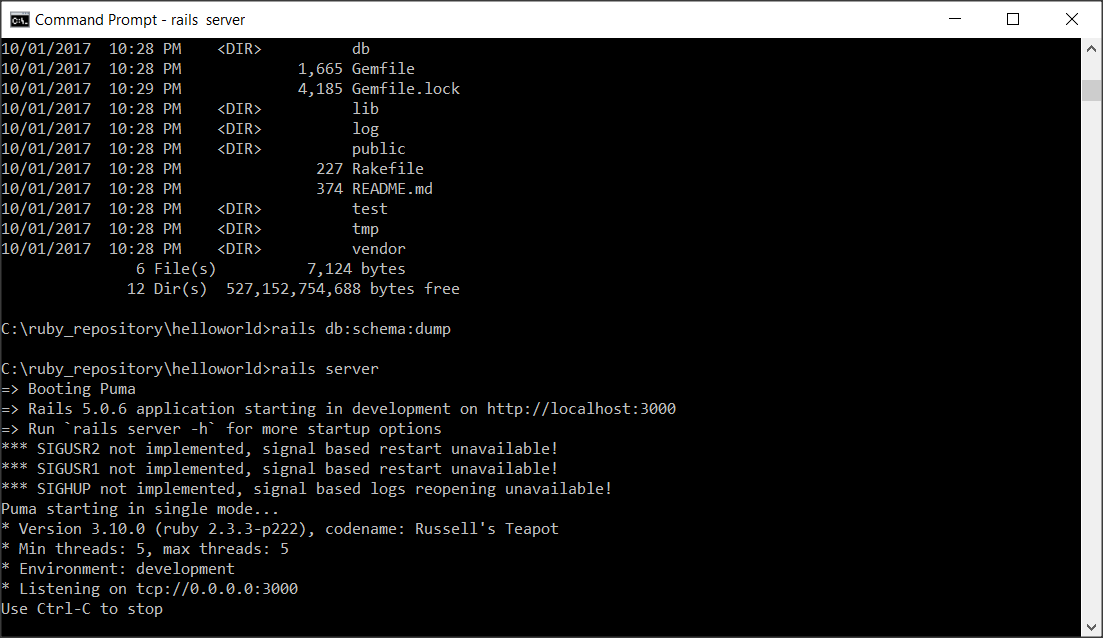 Command Prompt - rails  server
10/01/2017  10:28 PM    <DIR>          db
10/01/2017  10:28 PM             1,665 Gemfile
10/01/2017  10:29 PM             4,185 Gemfile.lock
10/01/2017  10:28 PM    <DIR>          lib
10/01/2017  10:28 PM    <DIR>          log
10/01/2017  10:28 PM    <DIR>          public
10/01/2017  10:28 PM               227 Rakefile
10/01/2017  10:28 PM               374 README.md
10/01/2017  10:28 PM    <DIR>          test
10/01/2017  10:28 PM    <DIR>          tmp
10/01/2017  10:28 PM    <DIR>          vendor
               6 File(s)          7,124 bytes
              12 Dir(s)  527,152,754,688 bytes free
C:\ruby_repository\helloworld>rails db:schema:dump
C:\ruby_repository\helloworld>rails server
=> Booting Puma
=> Rails 5.0.6 application starting in development on http://localhost:3000
=> Run `rails server -h` for more startup options
*** SIGUSR2 not implemented, signal based restart unavailable!
*** SIGUSR1 not implemented, signal based restart unavailable!
*** SIGHUP not implemented, signal based logs reopening unavailable!
Puma starting in single mode...
* Version 3.10.0 (ruby 2.3.3-p222), codename: Russell's Teapot
* Min threads: 5, max threads: 5
* Environment: development
* Listening on tcp://0.0.0.0:3000
Use Ctrl-C to stop